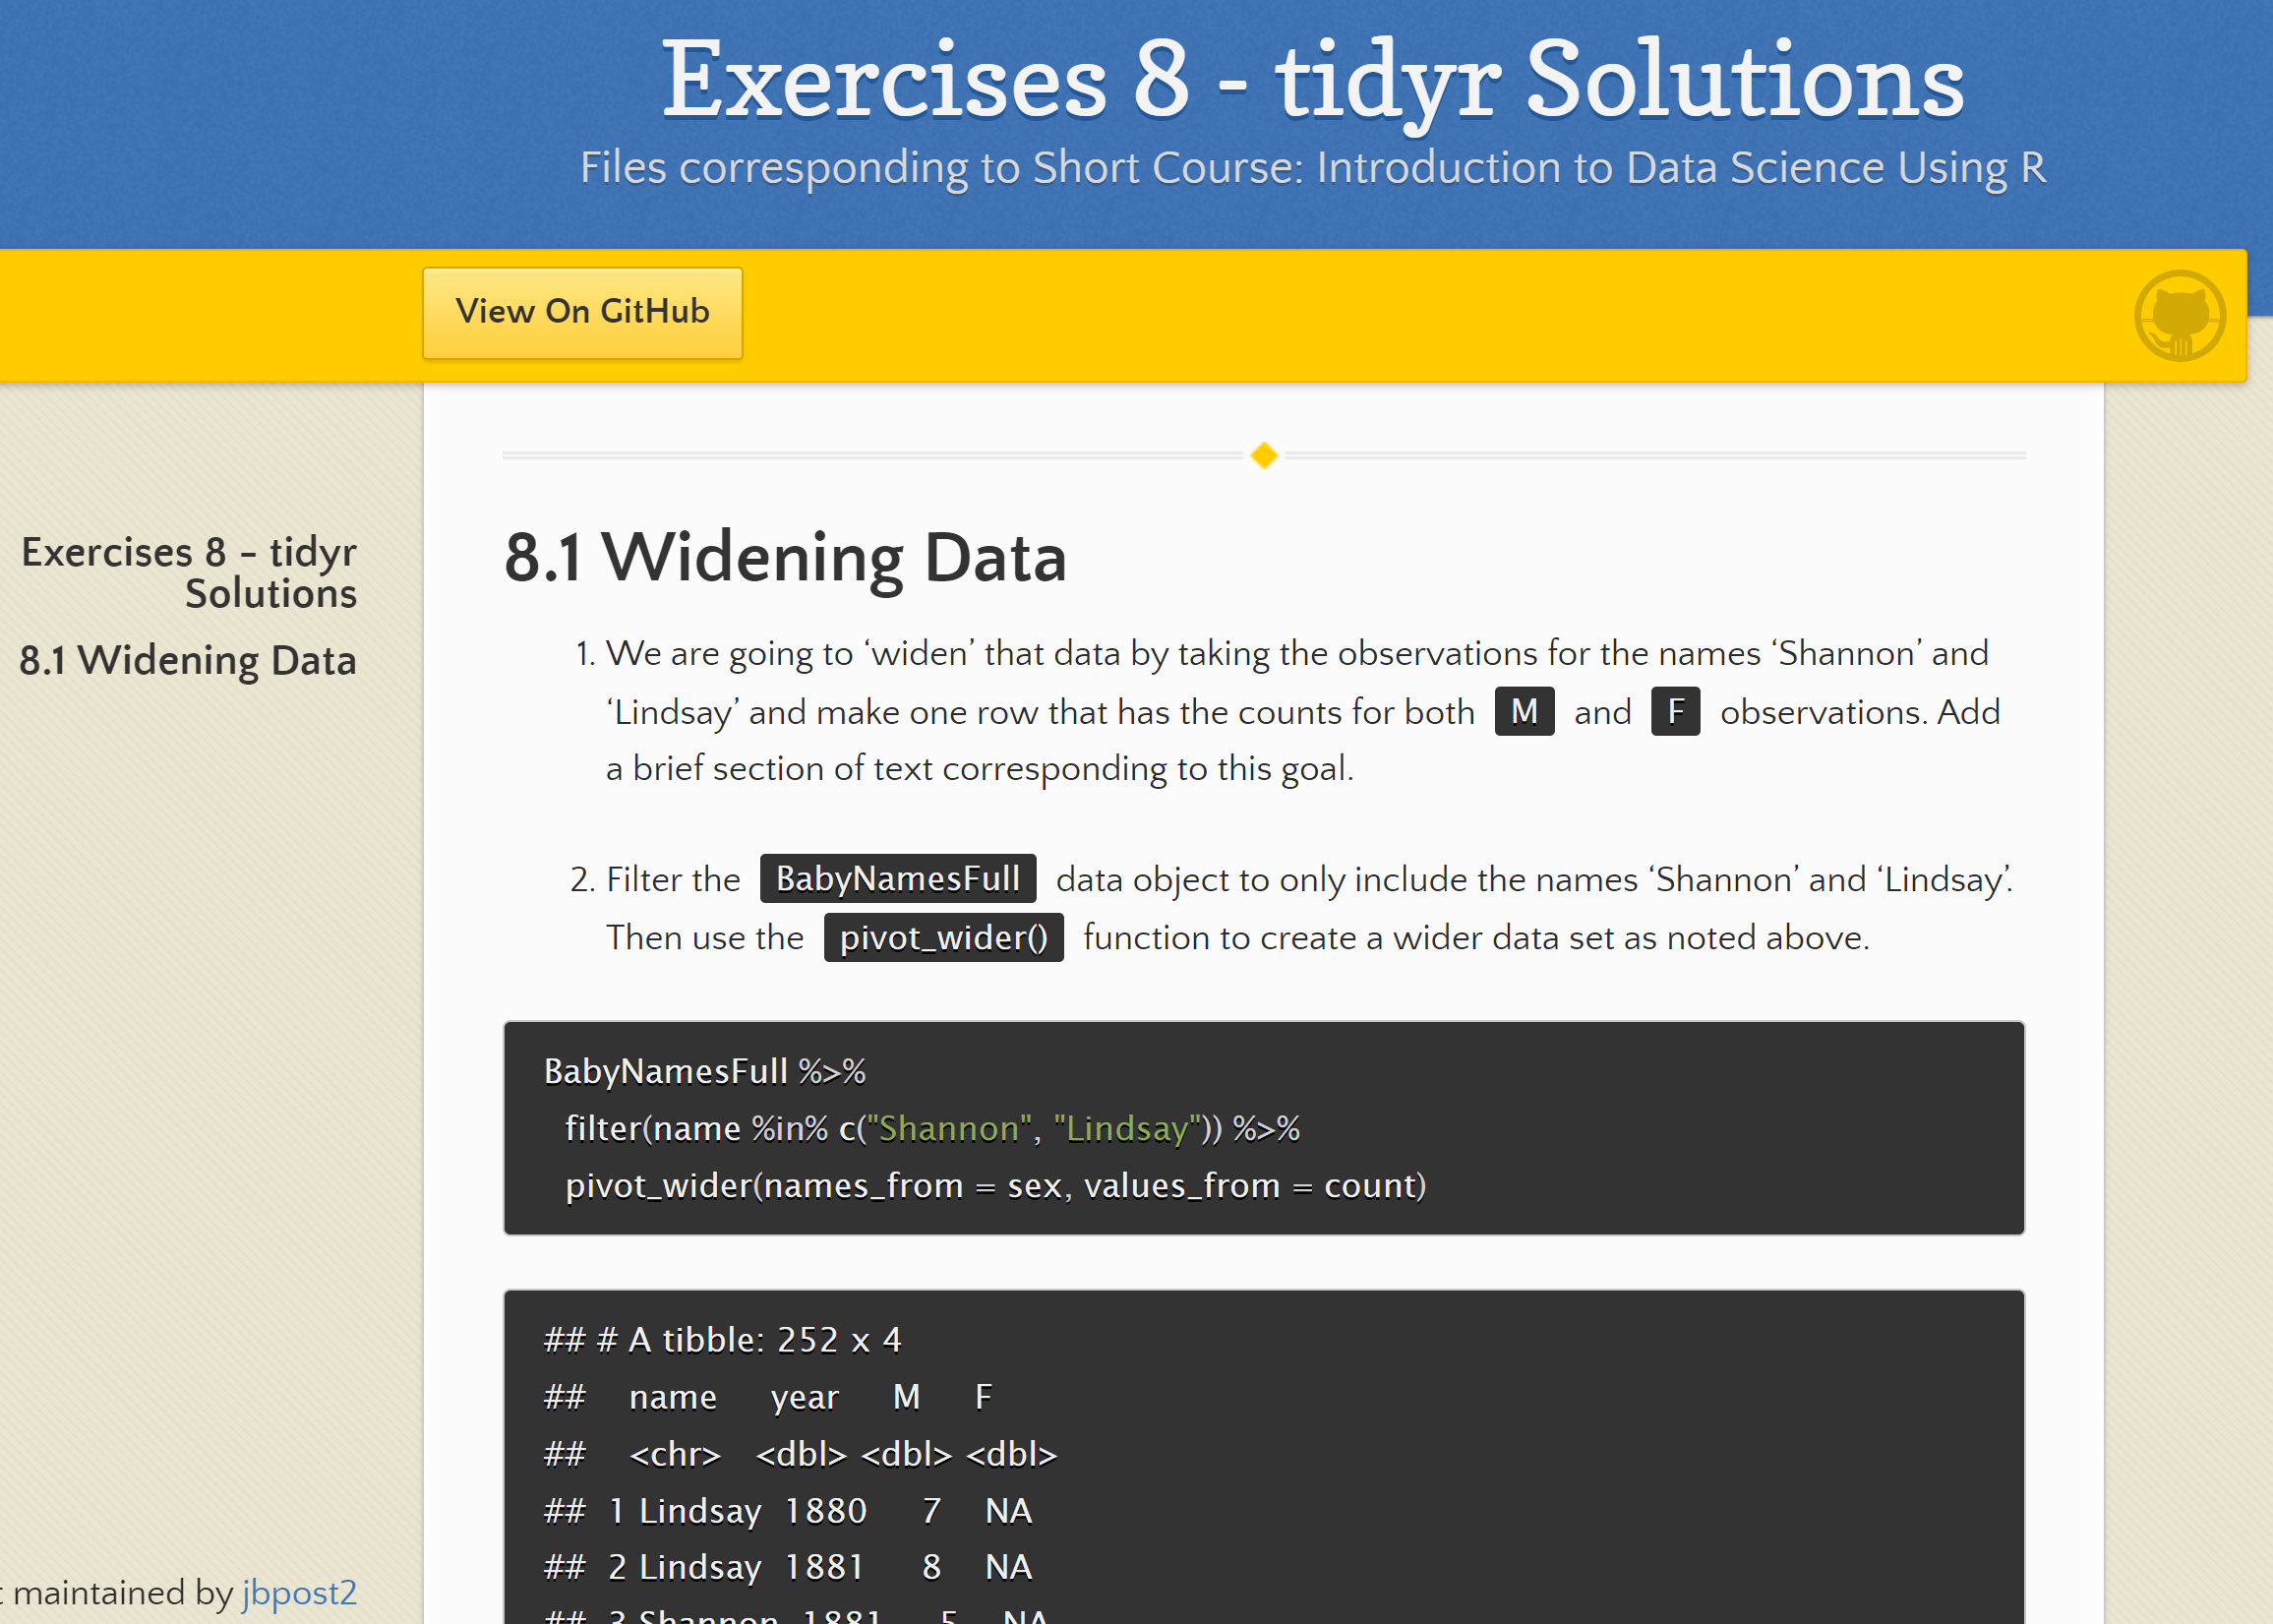 Exercises 8 - tidyr Solutions
Files corresponding to Short Course: Introduction to Data Science Using R
View On GitHub
Exercises 8 - tidyr
Solutions
8.1 Widening Data
maintained by jbpost2
8.1 Widening Data
1. We are going to ‘widen’ that data by taking the observations for the names ‘Shannon’ and
‘Lindsay’ and make one row that has the counts for both M and F observations. Add
a brief section of text corresponding to this goal.
2. Filter the BabyNamesFull data object to only include the names ‘Shannon’ and ‘Lindsay’.
Then use the pivot_wider() function to create a wider data set as noted above.
BabyNamesFull %>%
filter(name %in% c("Shannon", "Lindsay")) %>%
pivot_wider(names_from = sex, values_from = count)
## # A tibble: 252 x 4
## name year M F
## <chr> <dbl> <dbl> <dbl>
## 1 Lindsay 1880 7 NA
## 2 Lindsay 1881 8 NA
## 3 Shannon 1881 5 NA